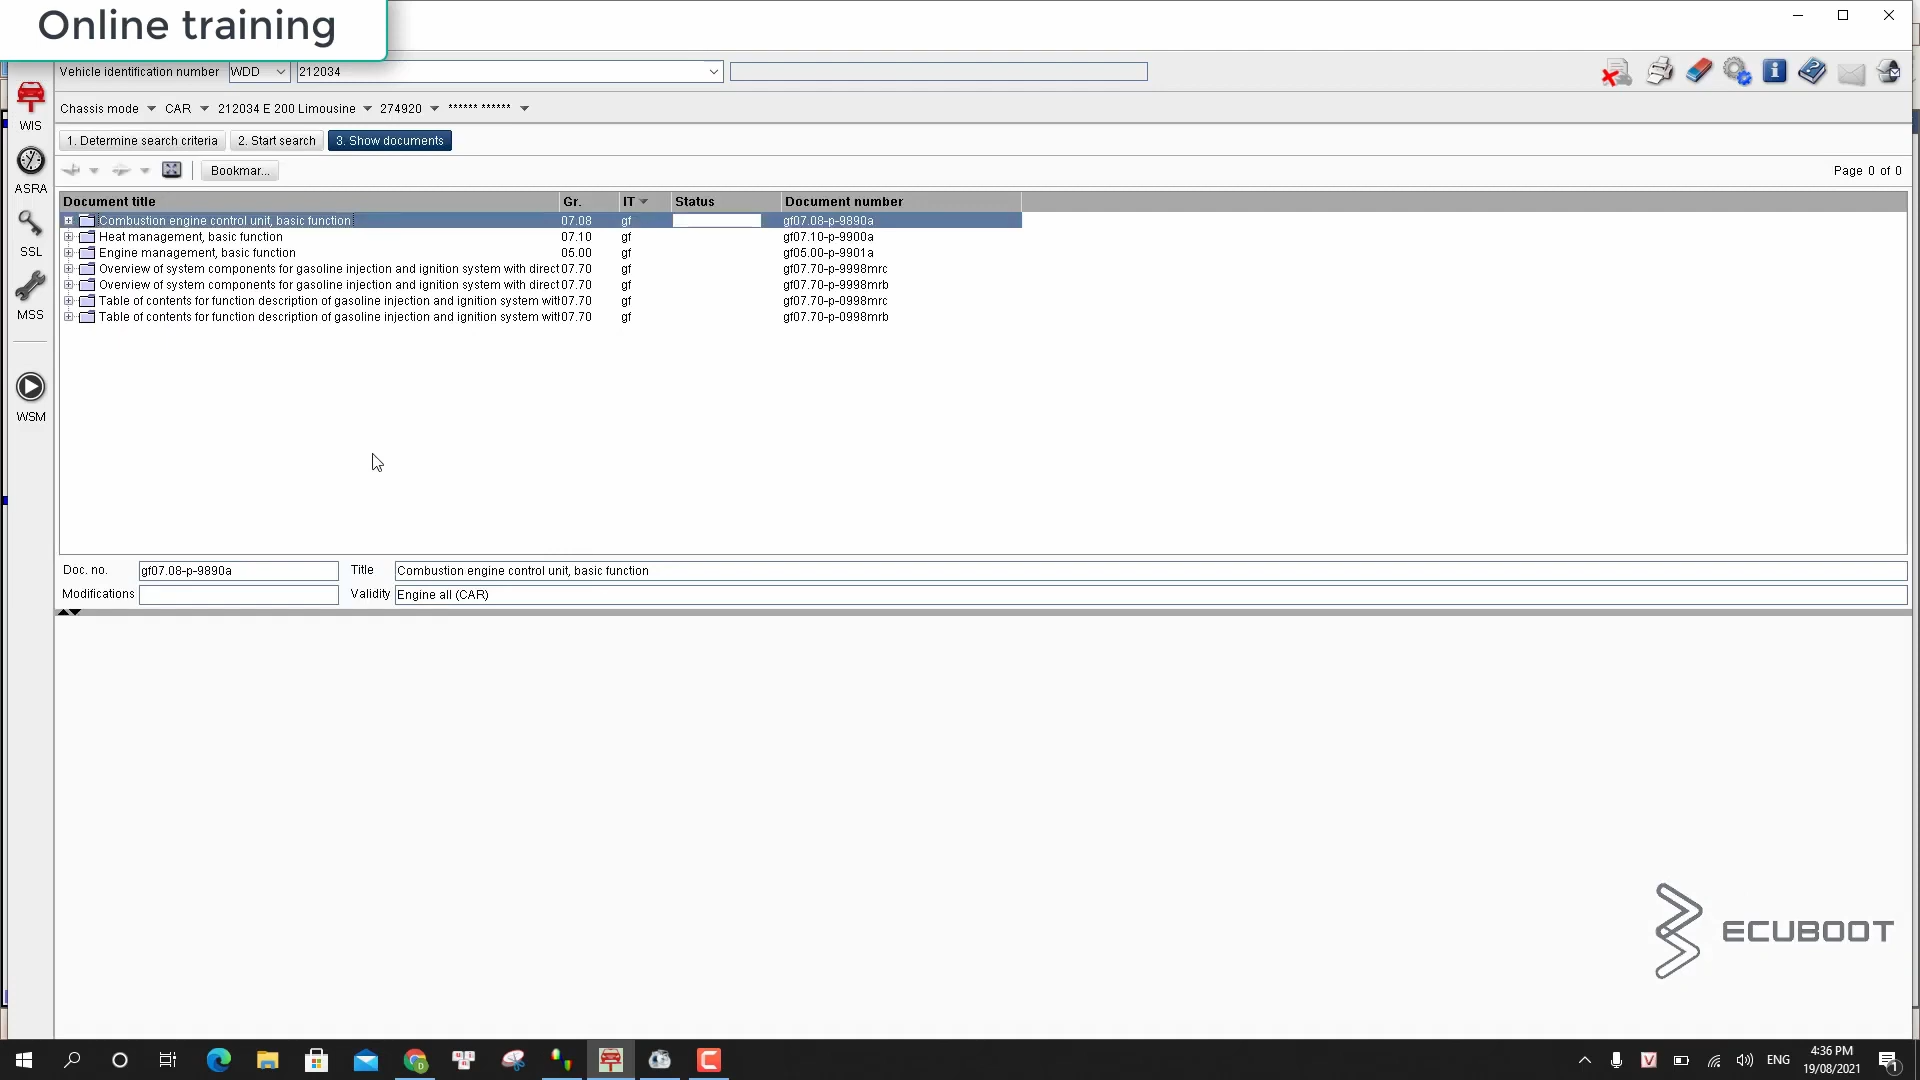 Online training
Vehicle identification number WDD 212034
Chassis mode CAR 212034 E 200 Limousine 274920 ****** ******
1. Determine search criteria 2. Start search 3. Show documents
Bookmar... Page 0 of 0
Document title Gr. IT Status Document number
Combustion engine control unit, basic function 07.08 gf gf07.08-p-9890a
Heat management, basic function 07.10 gf gf07.10-p-9900a
Engine management, basic function 05.00 gf gf05.00-p-9901a
Overview of system components for gasoline injection and ignition system with direct 07.70 gf gf07.70-p-9998mrc
Overview of system components for gasoline injection and ignition system with direct 07.70 gf gf07.70-p-9998mrb
Table of contents for function description of gasoline injection and ignition system wit 07.70 gf gf07.70-p-0998mrc
Table of contents for function description of gasoline injection and ignition system wit 07.70 gf gf07.70-p-0998mrb
WIS
ASRA
SSL
MSS
WSM
Doc. no. gf07.08-p-9890a Title Combustion engine control unit, basic function
Modifications Validity Engine all (CAR)
ECUBOOT
ENG
4:36 PM
19/08/2021